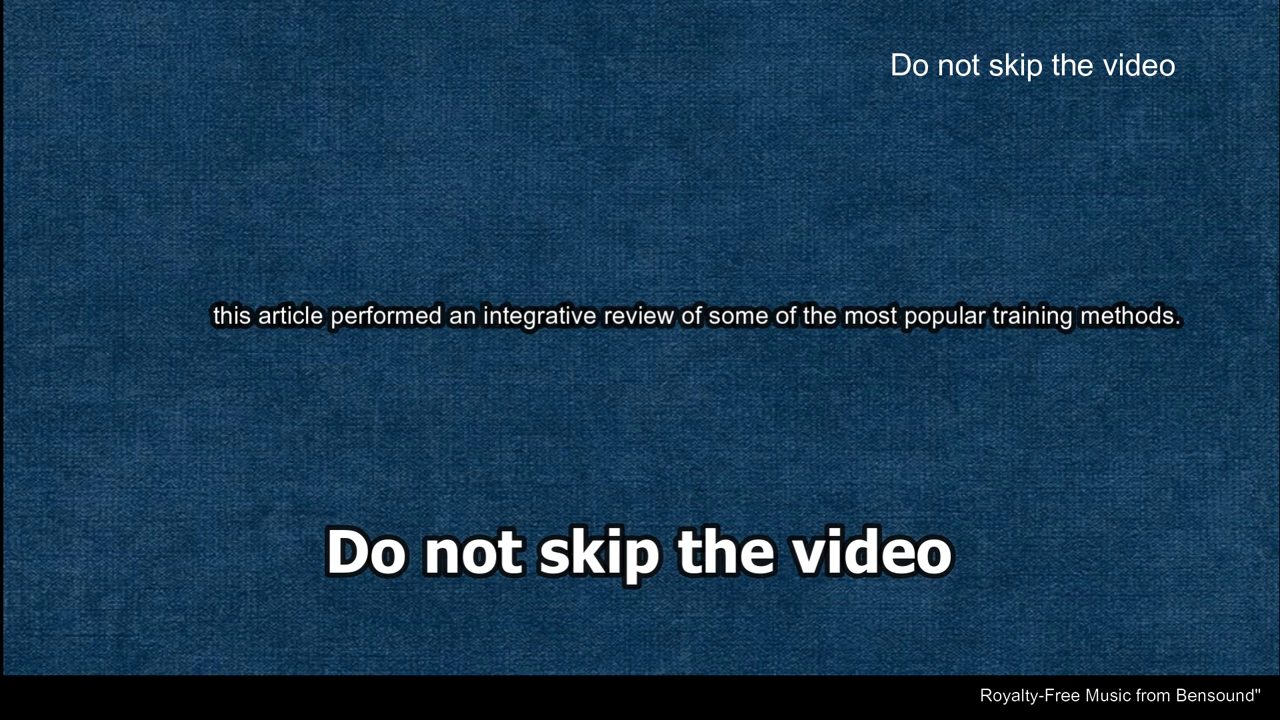 Do not skip the video
this article performed an integrative review of some of the most popular training methods.
Do not skip the video
Royalty-Free Music from Bensound"